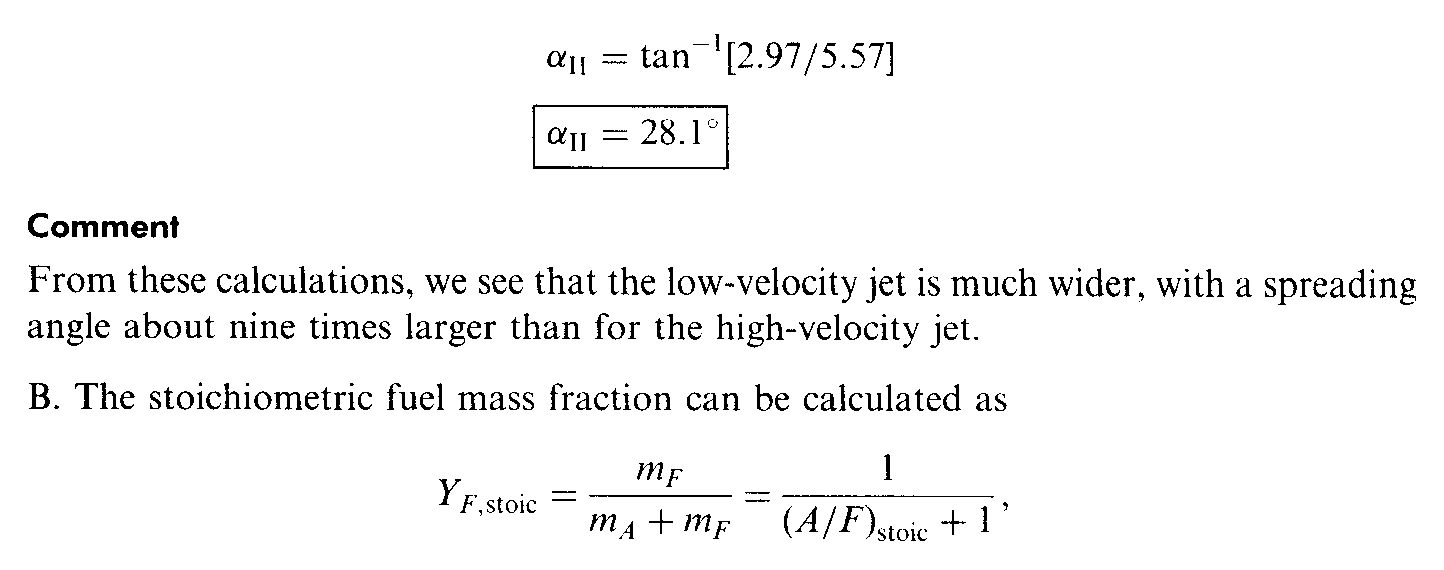 α_II = tan⁻¹[2.97/5.57]
α_II = 28.1°
Comment
From these calculations, we see that the low-velocity jet is much wider, with a spreading
angle about nine times larger than for the high-velocity jet.
B. The stoichiometric fuel mass fraction can be calculated as
Y_F,stoic = m_F / (m_A + m_F) = 1 / ((A/F)_stoic + 1),